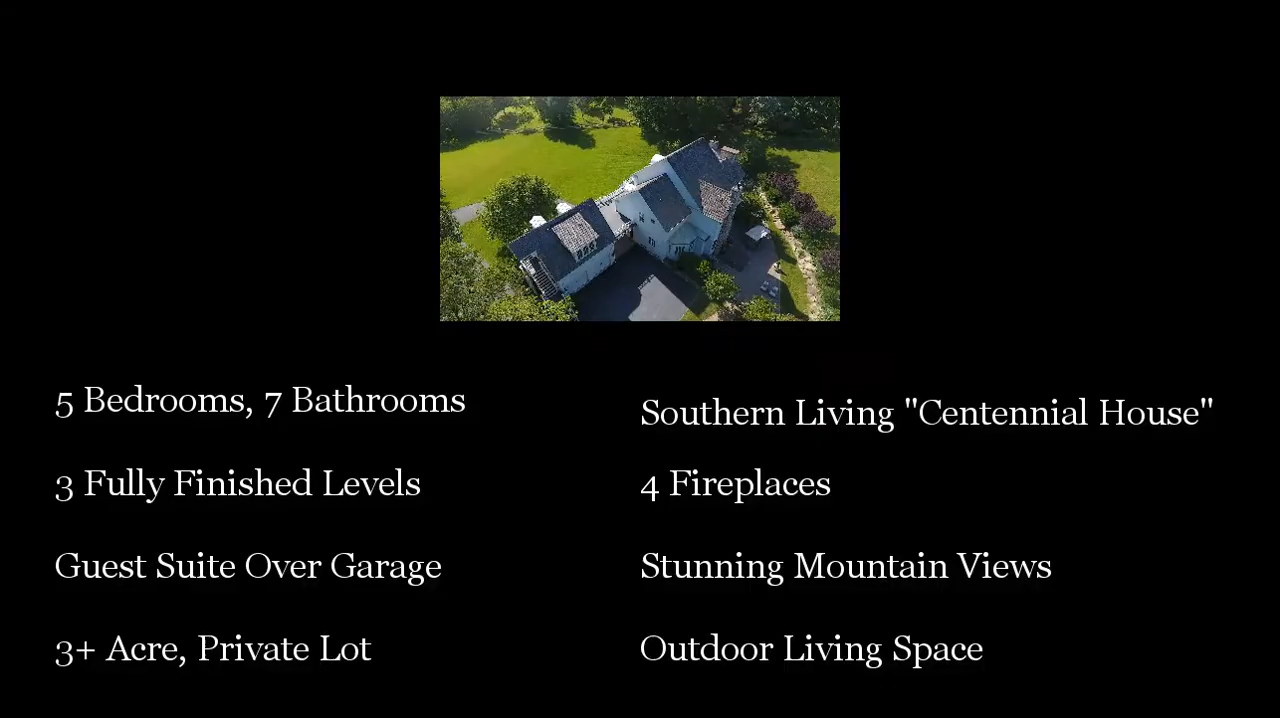 5 Bedrooms, 7 Bathrooms
3 Fully Finished Levels
Guest Suite Over Garage
3+ Acre, Private Lot
Southern Living "Centennial House"
4 Fireplaces
Stunning Mountain Views
Outdoor Living Space